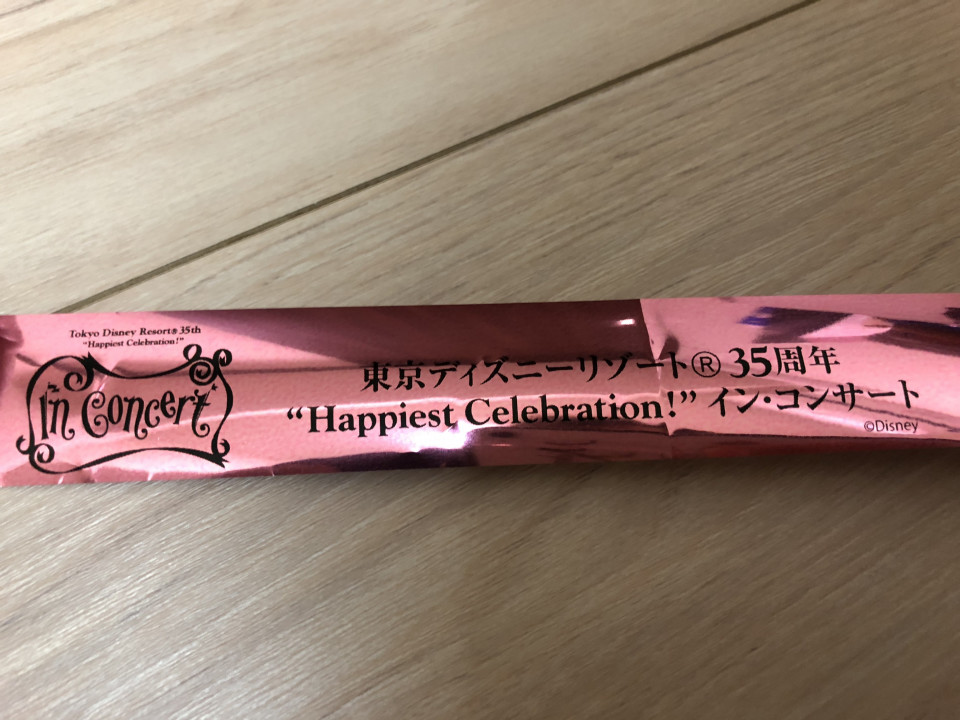 Tokyo Disney Resort® 35th
"Happiest Celebration!"
In Concert
東京ディズニーリゾート® 35周年
“Happiest Celebration!” イン・コンサート
©Disney